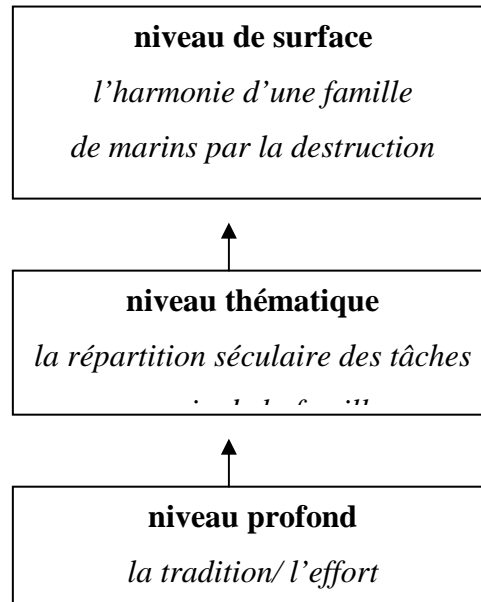 niveau de surface
l’harmonie d’une famille
de marins par la destruction
niveau thématique
la répartition séculaire des tâches
niveau profond
la tradition/ l’effort